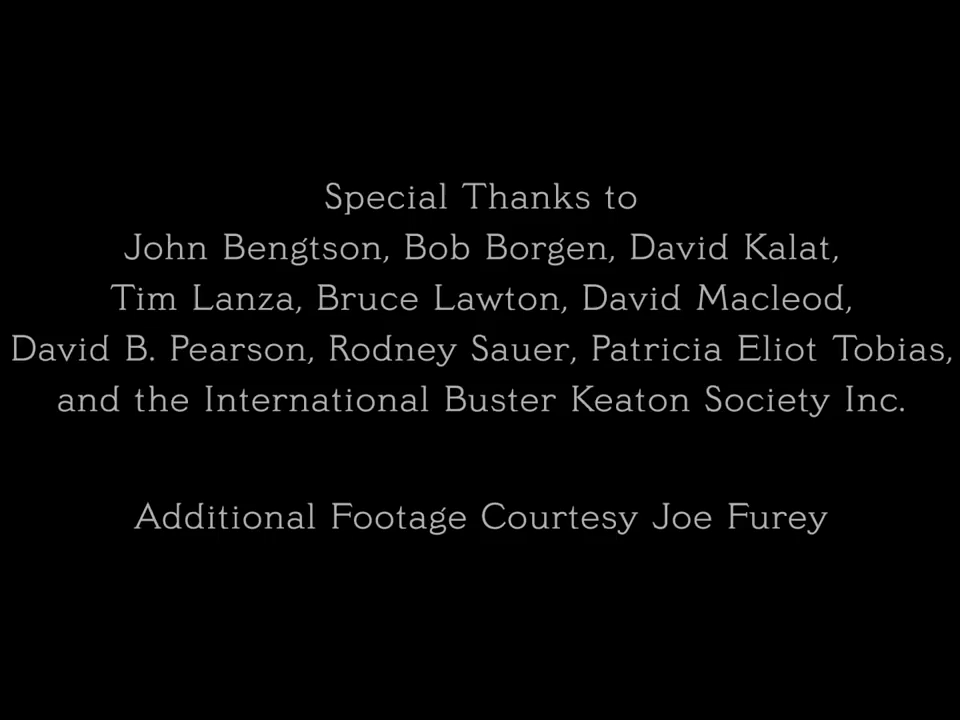 Special Thanks to
John Bengtson, Bob Borgen, David Kalat,
Tim Lanza, Bruce Lawton, David Macleod,
David B. Pearson, Rodney Sauer, Patricia Eliot Tobias,
and the International Buster Keaton Society Inc.
Additional Footage Courtesy Joe Furey